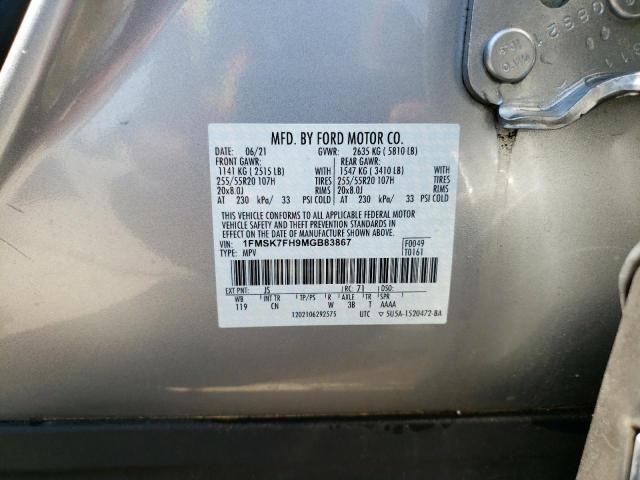 MFD. BY FORD MOTOR CO.
DATE: 06/21 GVWR: 2635 KG ( 5810 LB)
FRONT GAWR: REAR GAWR:
1141 KG ( 2515 LB) WITH 1547 KG ( 3410 LB) WITH
255/55R20 107H TIRES 255/55R20 107H TIRES
20x8.0J RIMS 20x8.0J RIMS
AT 230 kPa/ 33 PSI COLD AT 230 kPa/ 33 PSI COLD
THIS VEHICLE CONFORMS TO ALL APPLICABLE FEDERAL MOTOR
VEHICLE SAFETY AND THEFT PREVENTION STANDARDS IN
EFFECT ON THE DATE OF MANUFACTURE SHOWN ABOVE.
VIN: 1FMSK7FH9MGB83867 F0049
TYPE: MPV T0161
EXT PNT: JS RC: 71 DSO:
WB INT TR TP/PS R AXLE TR SPR
119 CN W 3B T AAAA
1202106292575 UTC ▽ 5U5A-1520472-BA